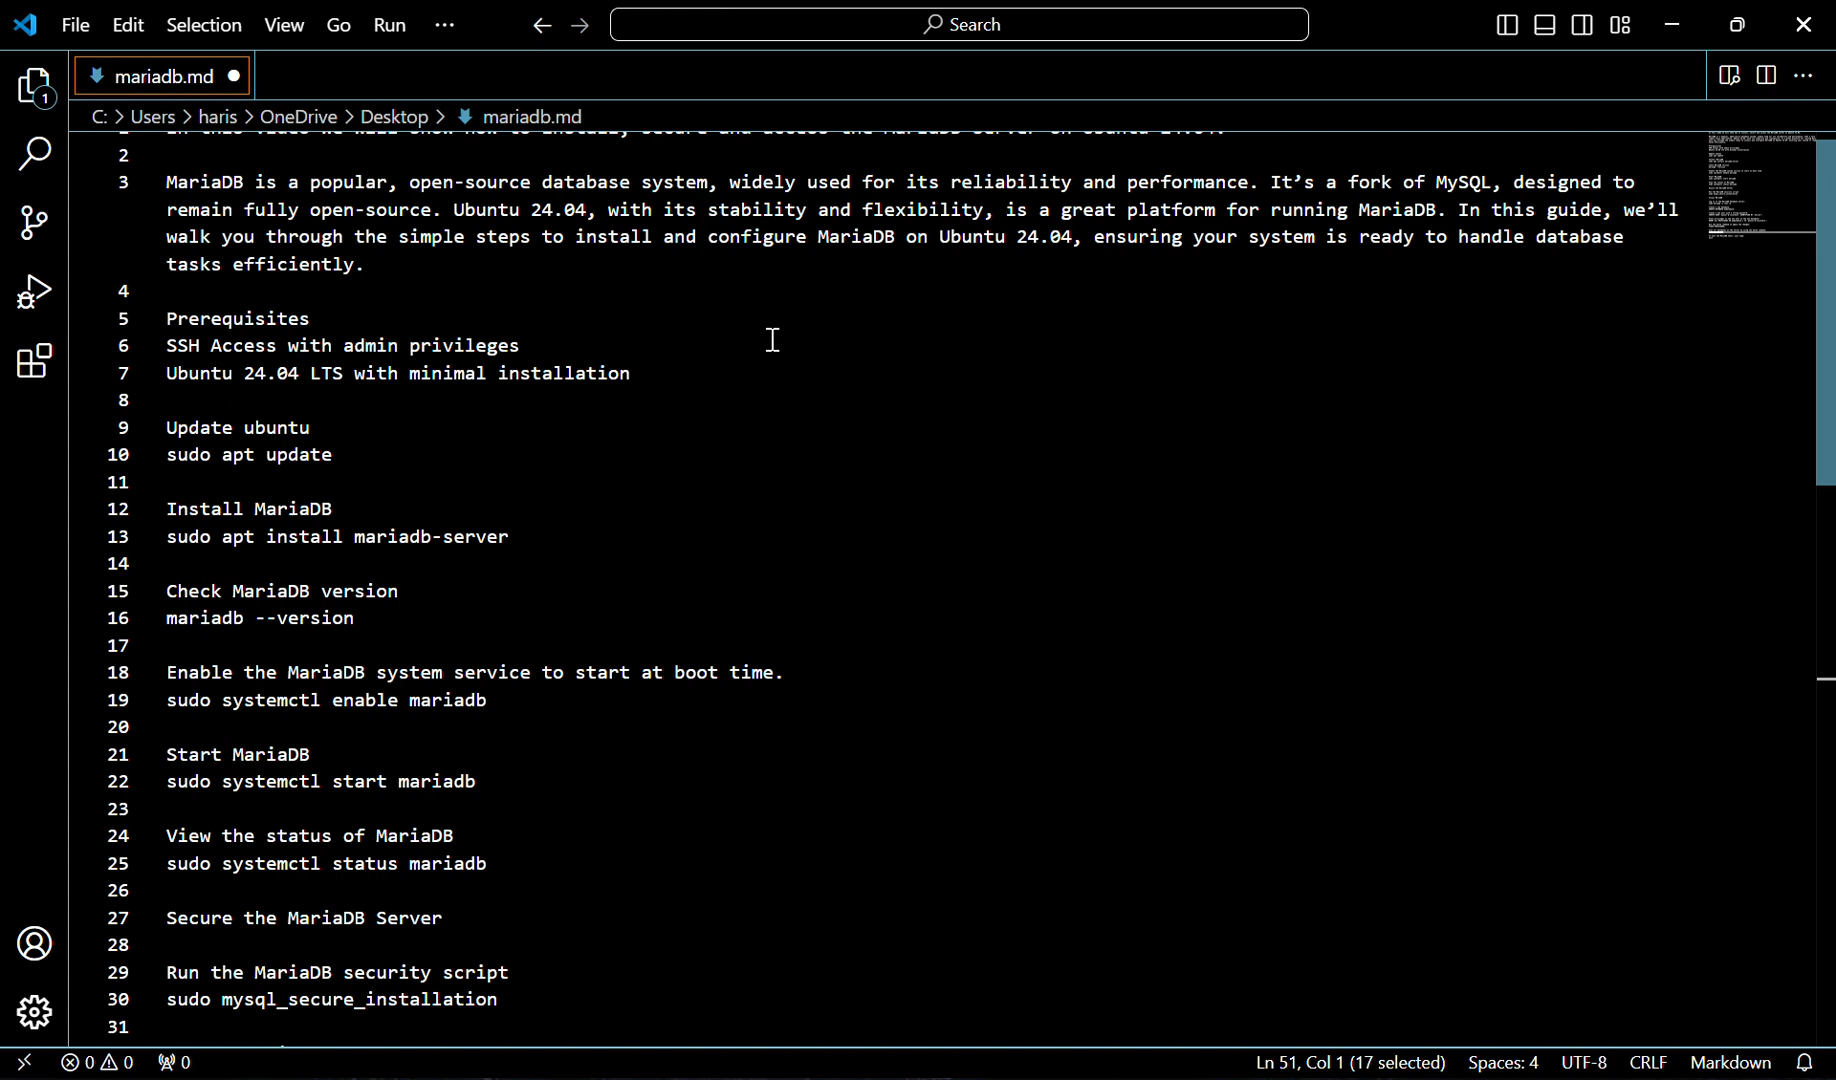 File Edit Selection View Go Run ··· Search
mariadb.md
C: > Users > haris > OneDrive > Desktop > mariadb.md
2
3 MariaDB is a popular, open-source database system, widely used for its reliability and performance. It’s a fork of MySQL, designed to
remain fully open-source. Ubuntu 24.04, with its stability and flexibility, is a great platform for running MariaDB. In this guide, we’ll
walk you through the simple steps to install and configure MariaDB on Ubuntu 24.04, ensuring your system is ready to handle database
tasks efficiently.
4
5 Prerequisites
6 SSH Access with admin privileges
7 Ubuntu 24.04 LTS with minimal installation
8
9 Update ubuntu
10 sudo apt update
11
12 Install MariaDB
13 sudo apt install mariadb-server
14
15 Check MariaDB version
16 mariadb --version
17
18 Enable the MariaDB system service to start at boot time.
19 sudo systemctl enable mariadb
20
21 Start MariaDB
22 sudo systemctl start mariadb
23
24 View the status of MariaDB
25 sudo systemctl status mariadb
26
27 Secure the MariaDB Server
28
29 Run the MariaDB security script
30 sudo mysql_secure_installation
31
1
0 0 0 Ln 51, Col 1 (17 selected) Spaces: 4 UTF-8 CRLF Markdown